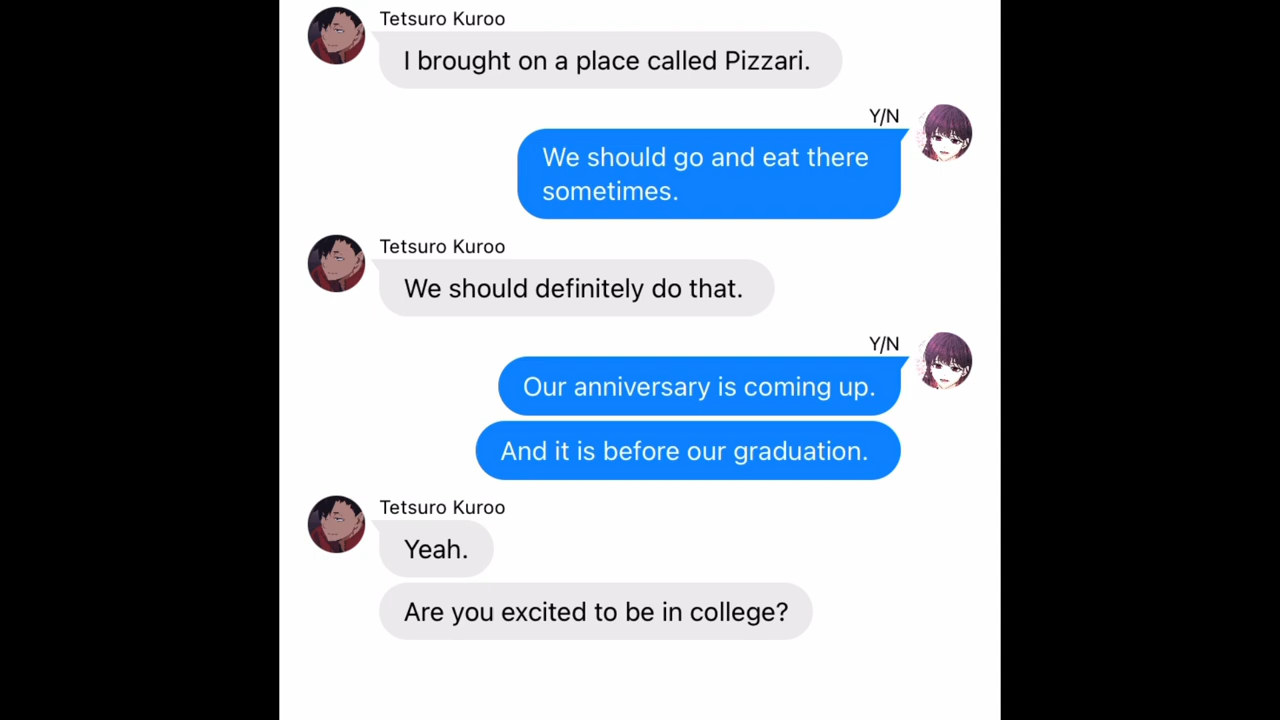 Tetsuro Kuroo
I brought on a place called Pizzari.
Y/N
We should go and eat there
sometimes.
Tetsuro Kuroo
We should definitely do that.
Y/N
Our anniversary is coming up.
And it is before our graduation.
Tetsuro Kuroo
Yeah.
Are you excited to be in college?